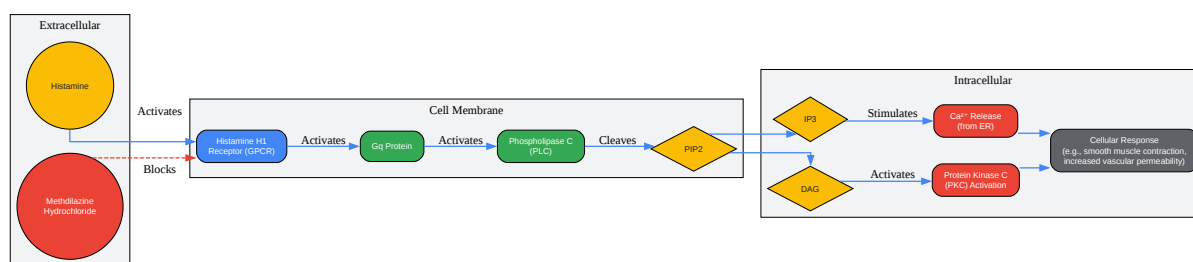 Extracellular
Histamine
Methdilazine
Hydrochloride
Activates
Blocks
Cell Membrane
Histamine H1
Receptor (GPCR)
Activates
Gq Protein
Activates
Phospholipase C
(PLC)
Cleaves
PIP2
Intracellular
IP3
Stimulates
Ca²⁺ Release
(from ER)
DAG
Activates
Protein Kinase C
(PKC) Activation
Cellular Response
(e.g., smooth muscle contraction,
increased vascular permeability)